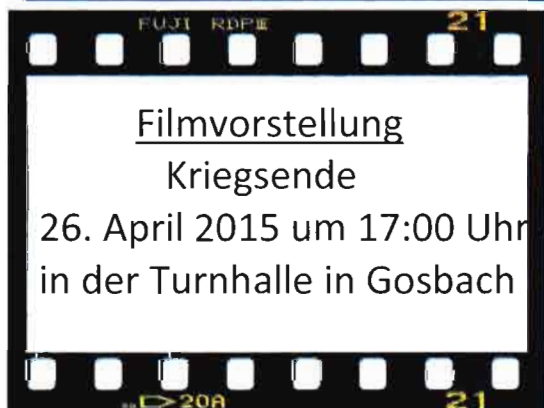 FUJI RDPIII 21
Filmvorstellung
Kriegsende
26. April 2015 um 17:00 Uhr
in der Turnhalle in Gosbach
20A 21